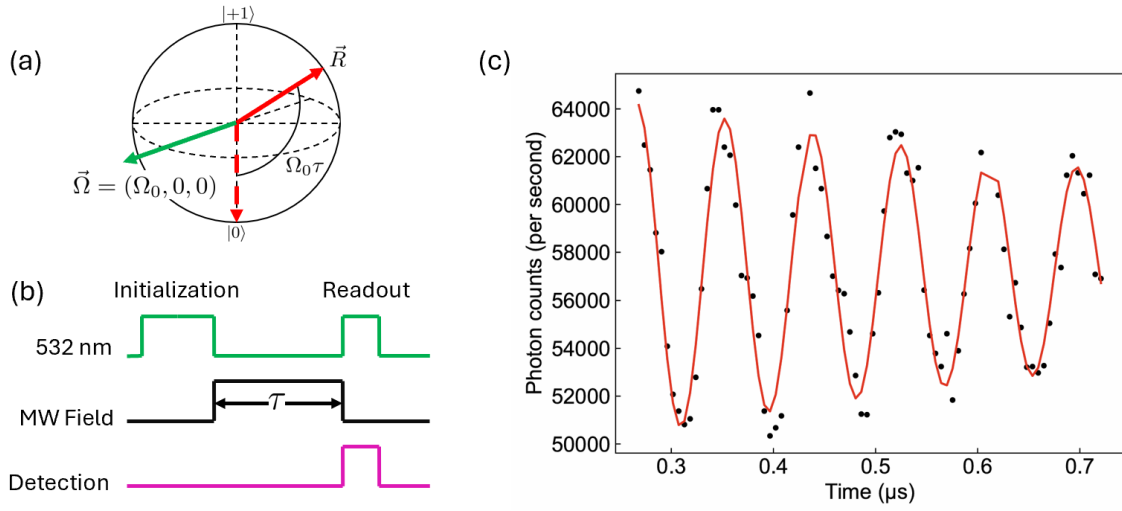 (a)
|+1⟩
R⃗
Ω₀τ
Ω⃗ = (Ω₀, 0, 0)
|0⟩
(b)
Initialization
Readout
532 nm
MW Field
τ
Detection
(c)
Photon counts (per second)
64000
62000
60000
58000
56000
54000
52000
50000
0.3
0.4
0.5
0.6
0.7
Time (μs)